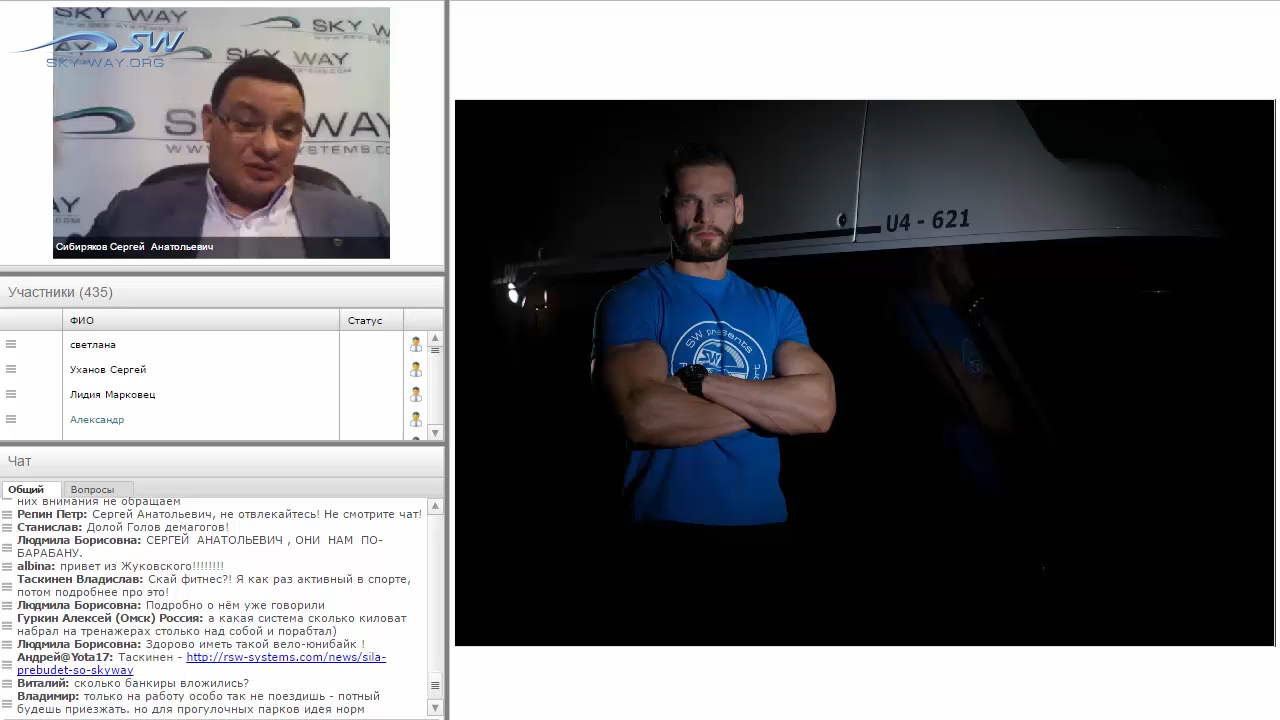 SKY WAY
SKY W
WAY
SKY WAY
SW
SKY-WAY.ORG
SKY WAY
WAY
Сибиряков Сергей Анатольевич
Участники (435)
ФИО
Статус
светлана
Уханов Сергей
Лидия Марковец
Александр
Чат
Общий
Вопросы
них внимания не обращаем
Репин Петр: Сергей Анатольевич, не отвлекайтесь! Не смотрите чат!
Станислав: Долой Голов демагогов!
Людмила Борисовна: СЕРГЕЙ АНАТОЛЬЕВИЧ , ОНИ НАМ ПО-
БАРАБАНУ.
albina: привет из Жуковского!!!!!!!!
Таскинен Владислав: Скай фитнес?! Я как раз активный в спорте,
потом подробнее про это!
Людмила Борисовна: Подробно о нём уже говорили
Гуркин Алексей (Омск) Россия: а какая система сколько киловат
набрал на тренажерах столько над собой и порабтал)
Людмила Борисовна: Здорово иметь такой вело-юнибайк !
Андрей@Yota17: Таскинен - http://rsw-systems.com/news/sila-
prebudet-so-skyway
Виталий: сколько банкиры вложились?
Владимир: только на работу особо так не поездишь - потный
будешь приезжать. но для прогулочных парков идея норм
U4 - 621
SW presents
SW